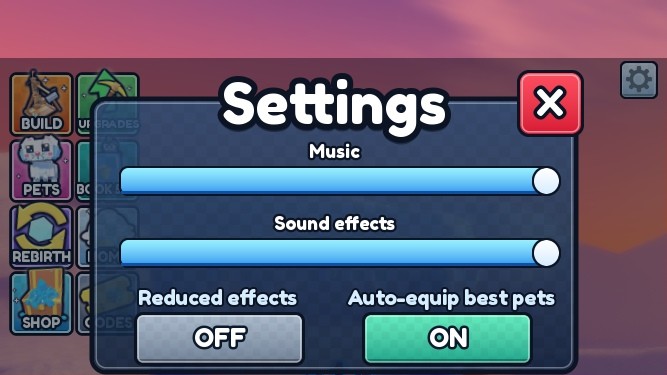 Settings
Music
Sound effects
Reduced effects
Auto-equip best pets
OFF
ON
BUILD
UPGRADES
PETS
REBIRTH
SHOP
CODES